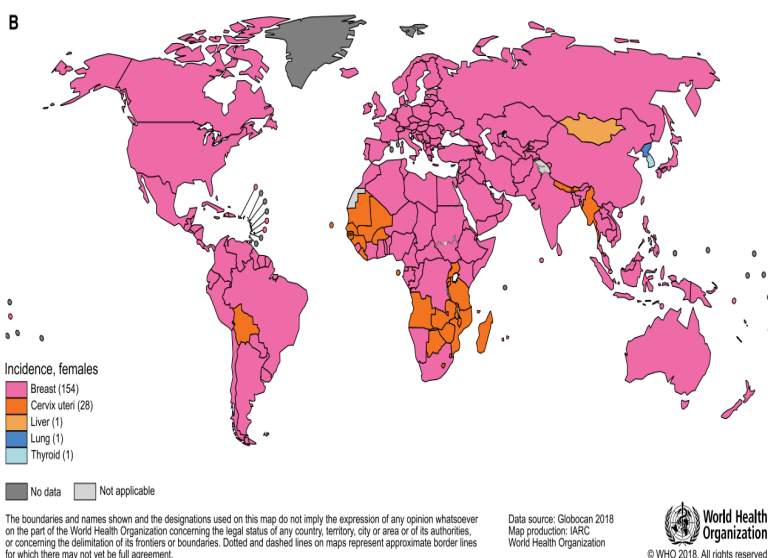 B
Incidence, females
Breast (154)
Cervix uteri (28)
Liver (1)
Lung (1)
Thyroid (1)
No data
Not applicable
The boundaries and names shown and the designations used on this map do not imply the expression of any opinion whatsoever
on the part of the World Health Organization concerning the legal status of any country, territory, city or area or of its authorities,
or concerning the delimitation of its frontiers or boundaries. Dotted and dashed lines on maps represent approximate border lines
for which there may not yet be full agreement.
Data source: Globocan 2018
Map production: IARC
World Health Organization
World Health
Organization
© WHO 2018. All rights reserved